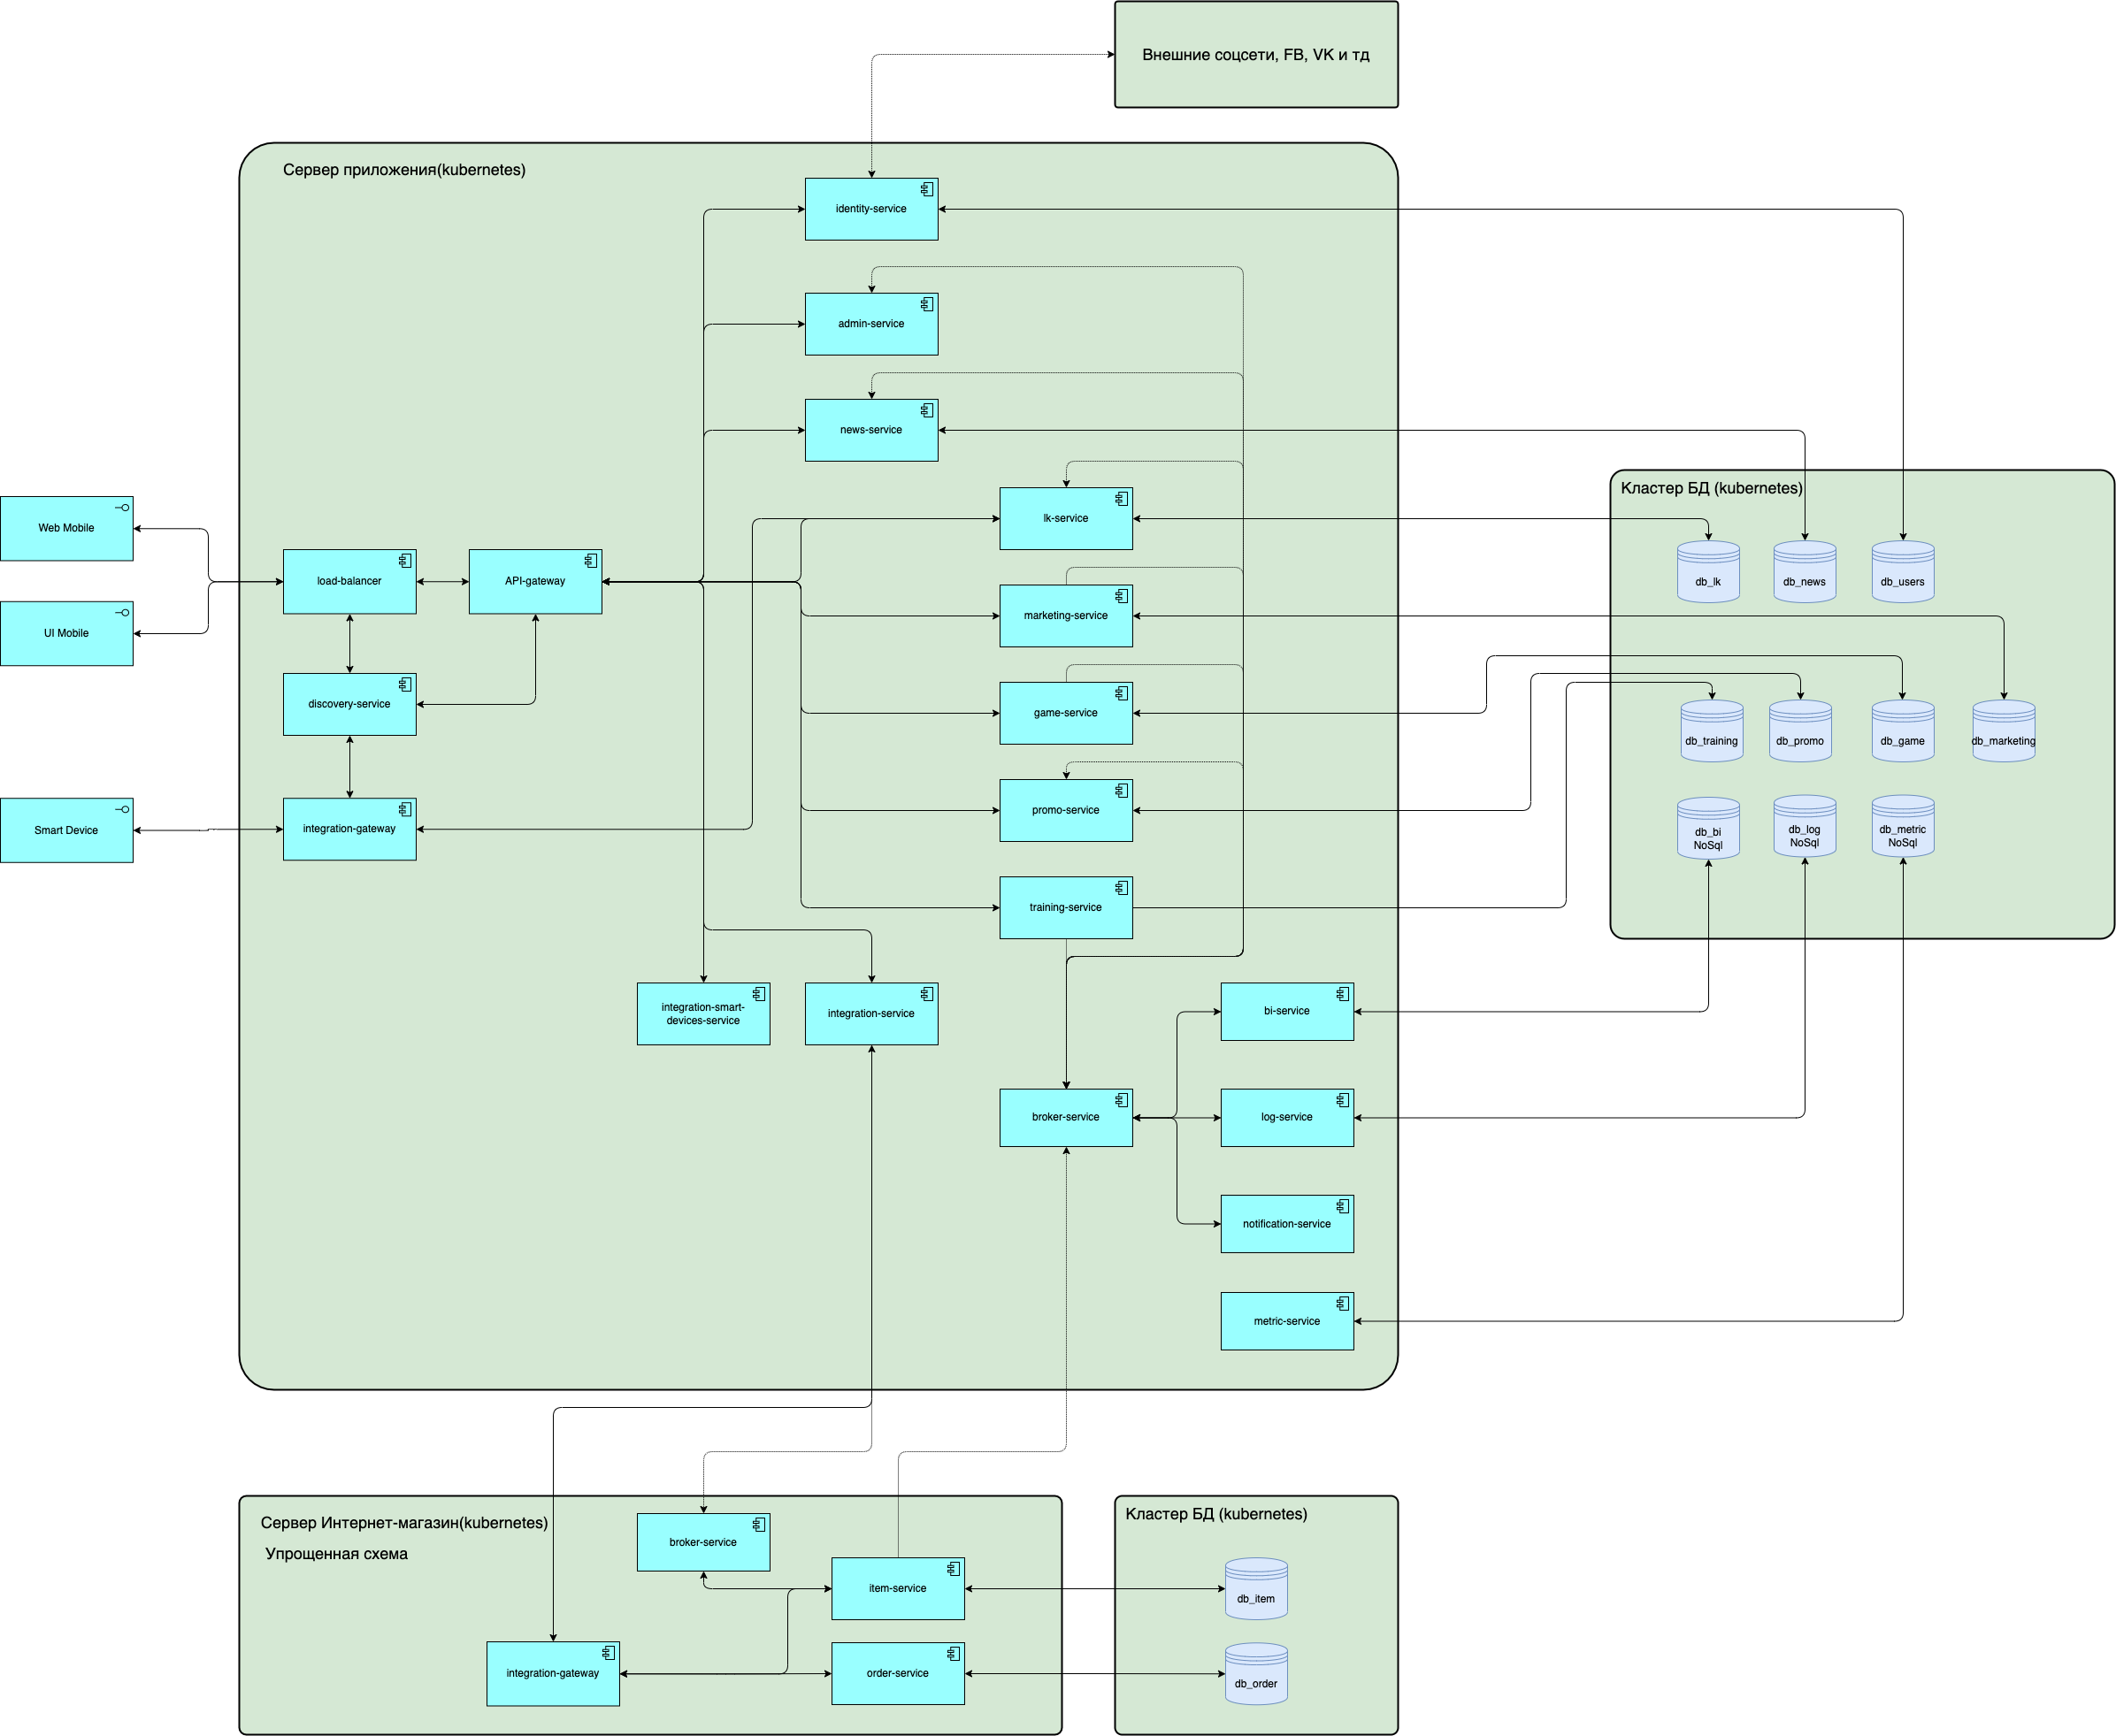 Внешние соцсети, FB, VK и тд
Сервер приложения(kubernetes)
identity-service
admin-service
news-service
lk-service
marketing-service
game-service
promo-service
training-service
Web Mobile
UI Mobile
Smart Device
load-balancer
API-gateway
discovery-service
integration-gateway
integration-smart-
devices-service
integration-service
broker-service
bi-service
log-service
notification-service
metric-service
Кластер БД (kubernetes)
db_lk
db_news
db_users
db_training
db_promo
db_game
db_marketing
db_bi
NoSql
db_log
NoSql
db_metric
NoSql
Сервер Интернет-магазин(kubernetes)
Упрощенная схема
broker-service
item-service
integration-gateway
order-service
Кластер БД (kubernetes)
db_item
db_order